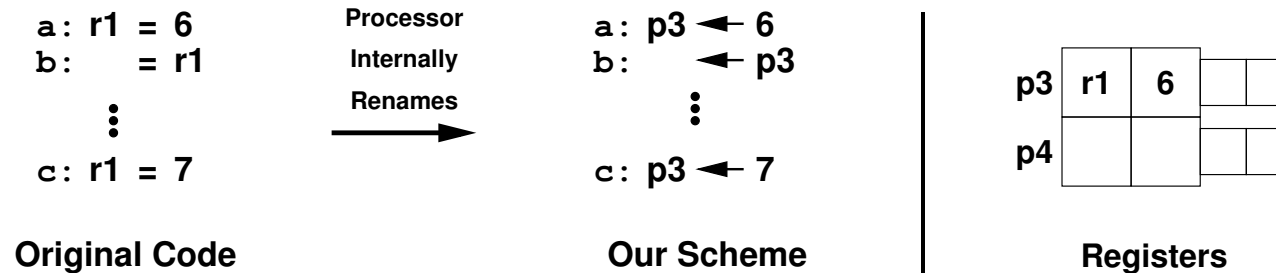 a: r1 = 6
b: = r1
c: r1 = 7
Original Code
Processor
Internally
Renames
a: p3 ← 6
b: ← p3
c: p3 ← 7
Our Scheme
p3 r1 6
p4
Registers